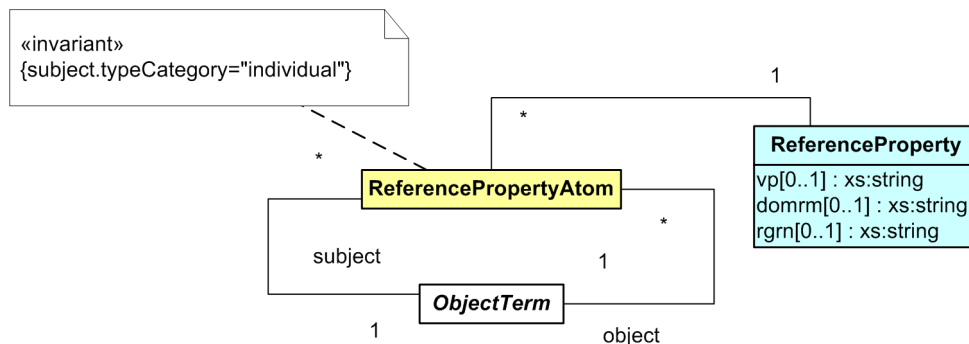 «invariant»
{subject.typeCategory="individual"}
1
*
ReferenceProperty
vp[0..1] : xs:string
domrm[0..1] : xs:string
rgrn[0..1] : xs:string
*
ReferencePropertyAtom
*
subject
1
ObjectTerm
1
object